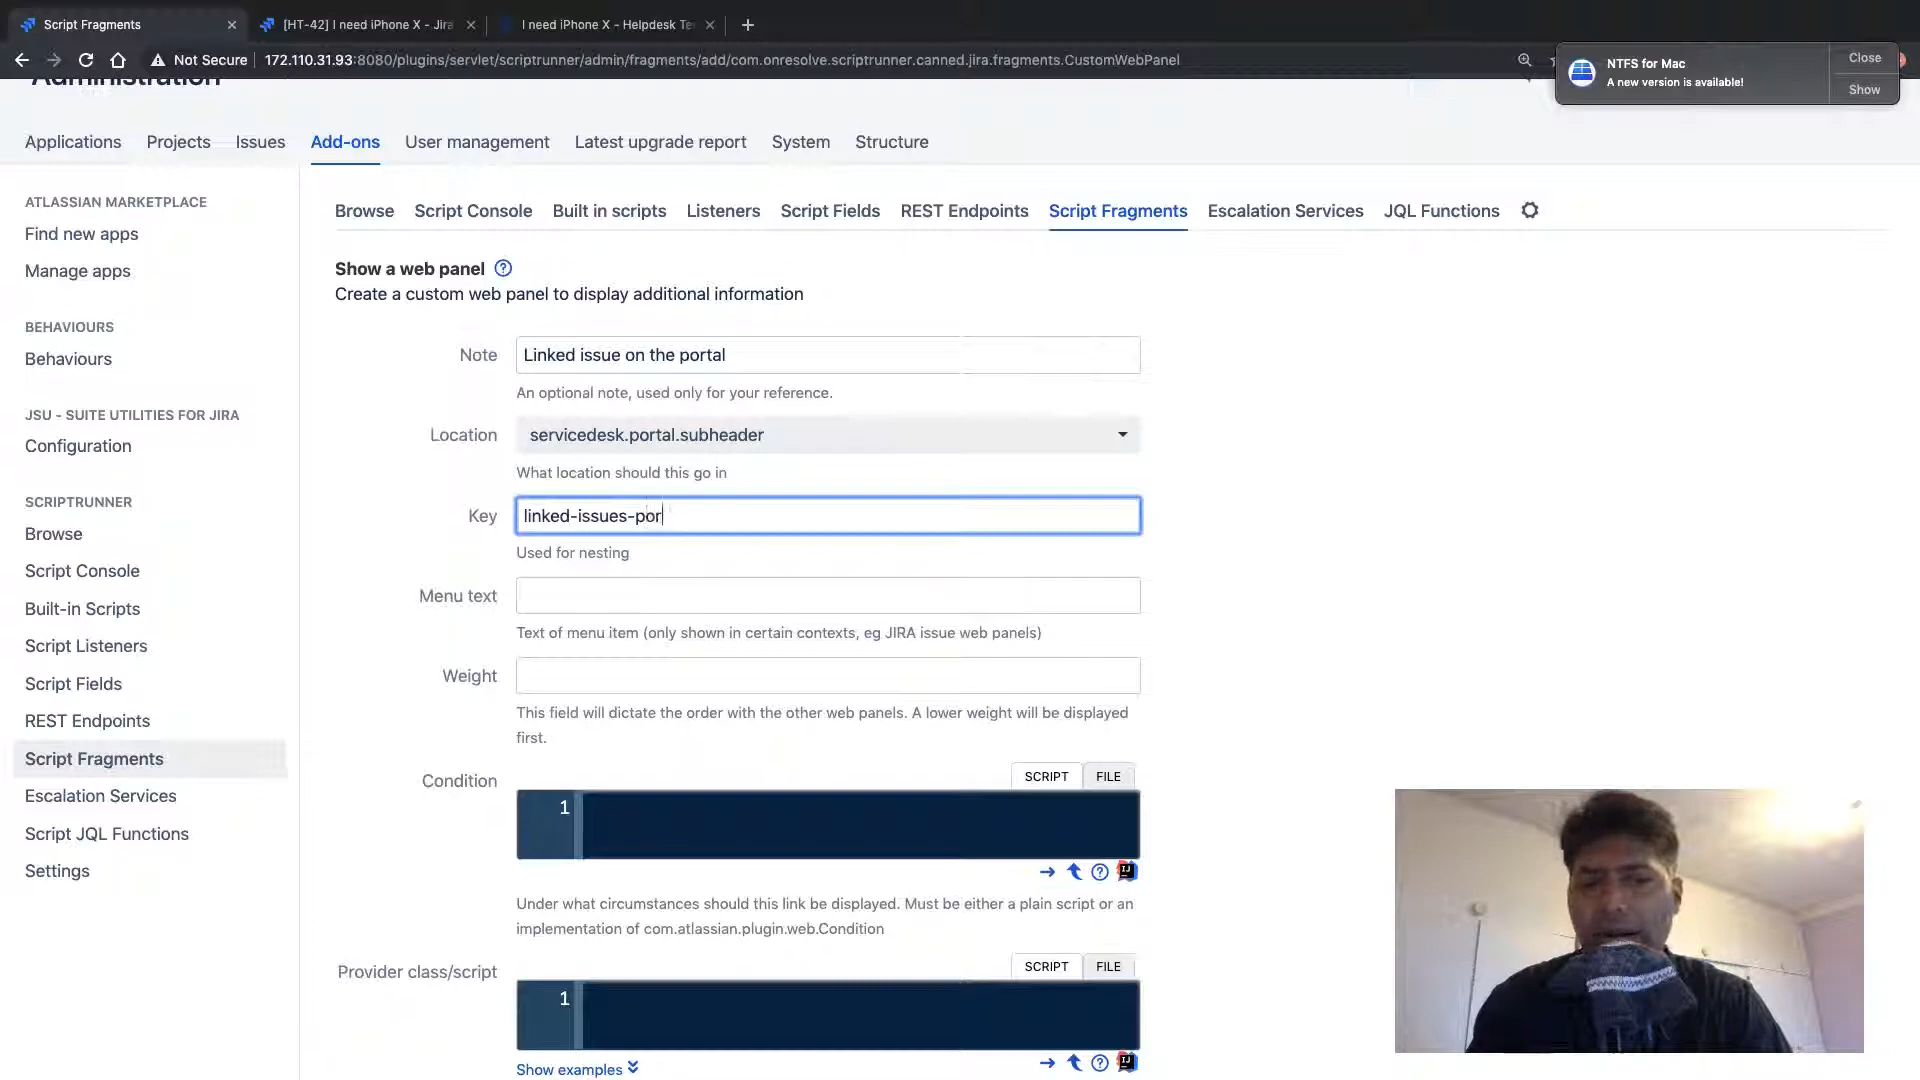 Script Fragments
[HT-42] I need iPhone X - Jira
I need iPhone X - Helpdesk Te
Not Secure
172.110.31.93:8080/plugins/servlet/scriptrunner/admin/fragments/add/com.onresolve.scriptrunner.canned.jira.fragments.CustomWebPanel
NTFS for Mac
A new version is available!
Close
Show
Administration
Applications
Projects
Issues
Add-ons
User management
Latest upgrade report
System
Structure
ATLASSIAN MARKETPLACE
Find new apps
Manage apps
BEHAVIOURS
Behaviours
JSU - SUITE UTILITIES FOR JIRA
Configuration
SCRIPTRUNNER
Browse
Script Console
Built-in Scripts
Script Listeners
Script Fields
REST Endpoints
Script Fragments
Escalation Services
Script JQL Functions
Settings
Browse
Script Console
Built in scripts
Listeners
Script Fields
REST Endpoints
Script Fragments
Escalation Services
JQL Functions
Show a web panel
Create a custom web panel to display additional information
Note
Linked issue on the portal
An optional note, used only for your reference.
Location
servicedesk.portal.subheader
What location should this go in
Key
linked-issues-por
Used for nesting
Menu text
Text of menu item (only shown in certain contexts, eg JIRA issue web panels)
Weight
This field will dictate the order with the other web panels. A lower weight will be displayed
first.
Condition
SCRIPT
FILE
1
IJ
Under what circumstances should this link be displayed. Must be either a plain script or an
implementation of com.atlassian.plugin.web.Condition
Provider class/script
SCRIPT
FILE
1
Show examples
IJ